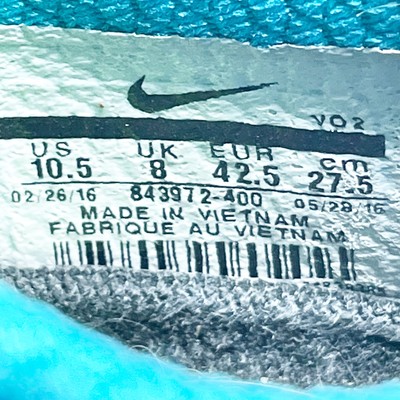 VO2
US UK EUR cm
10.5 8 42.5 27.5
02/26/16 843972-400 05/28/16
MADE IN VIETNAM
FABRIQUE AU VIETNAM